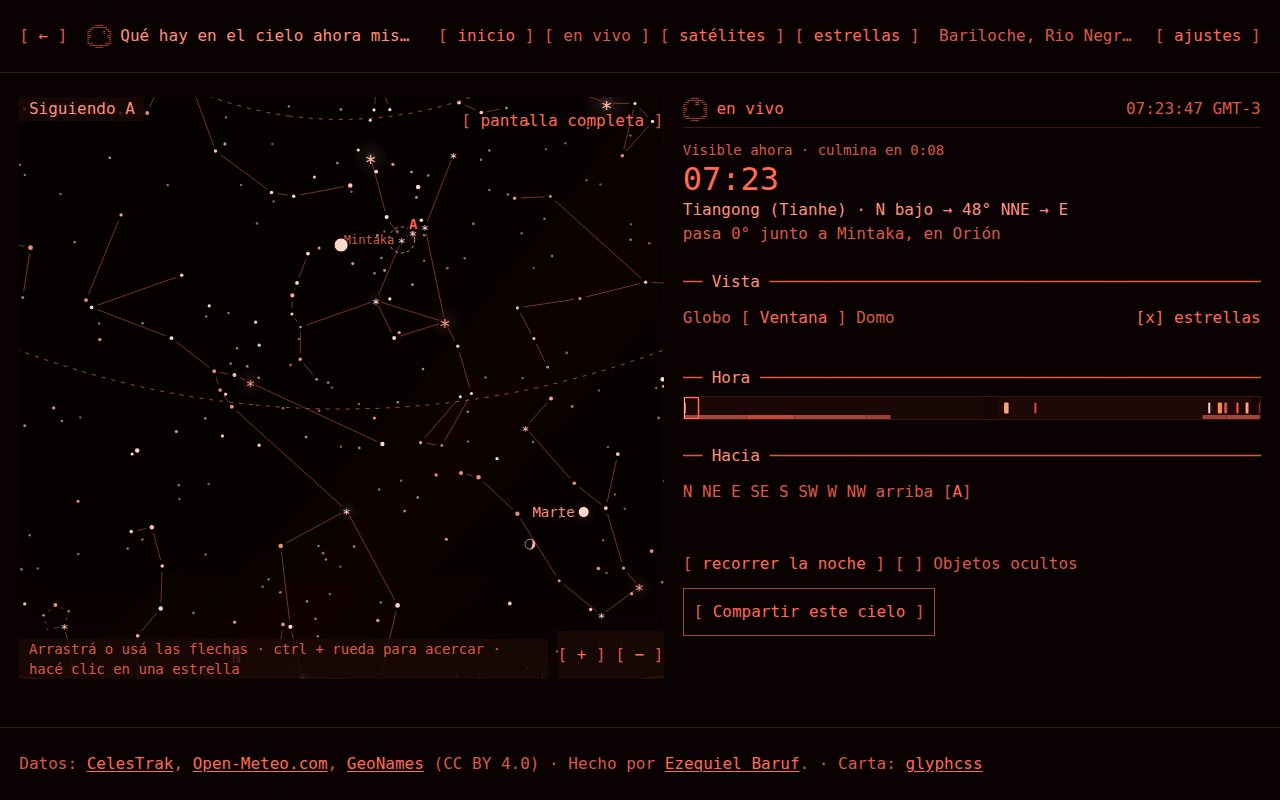 [ ← ] Qué hay en el cielo ahora mis… [ inicio ] [ en vivo ] [ satélites ] [ estrellas ] Bariloche, Rio Negr… [ ajustes ]
Siguiendo A
[ pantalla completa ]
A
Mintaka
Marte
N
Arrastrá o usá las flechas · ctrl + rueda para acercar ·
hacé clic en una estrella
[ + ] [ − ]
en vivo 07:23:47 GMT-3
Visible ahora · culmina en 0:08
07:23
Tiangong (Tianhe) · N bajo → 48° NNE → E
pasa 0° junto a Mintaka, en Orión
Vista
Globo [ Ventana ] Domo [x] estrellas
Hora
Hacia
N NE E SE S SW W NW arriba [A]
[ recorrer la noche ] [ ] Objetos ocultos
[ Compartir este cielo ]
Datos: CelesTrak, Open-Meteo.com, GeoNames (CC BY 4.0) · Hecho por Ezequiel Baruf. · Carta: glyphcss